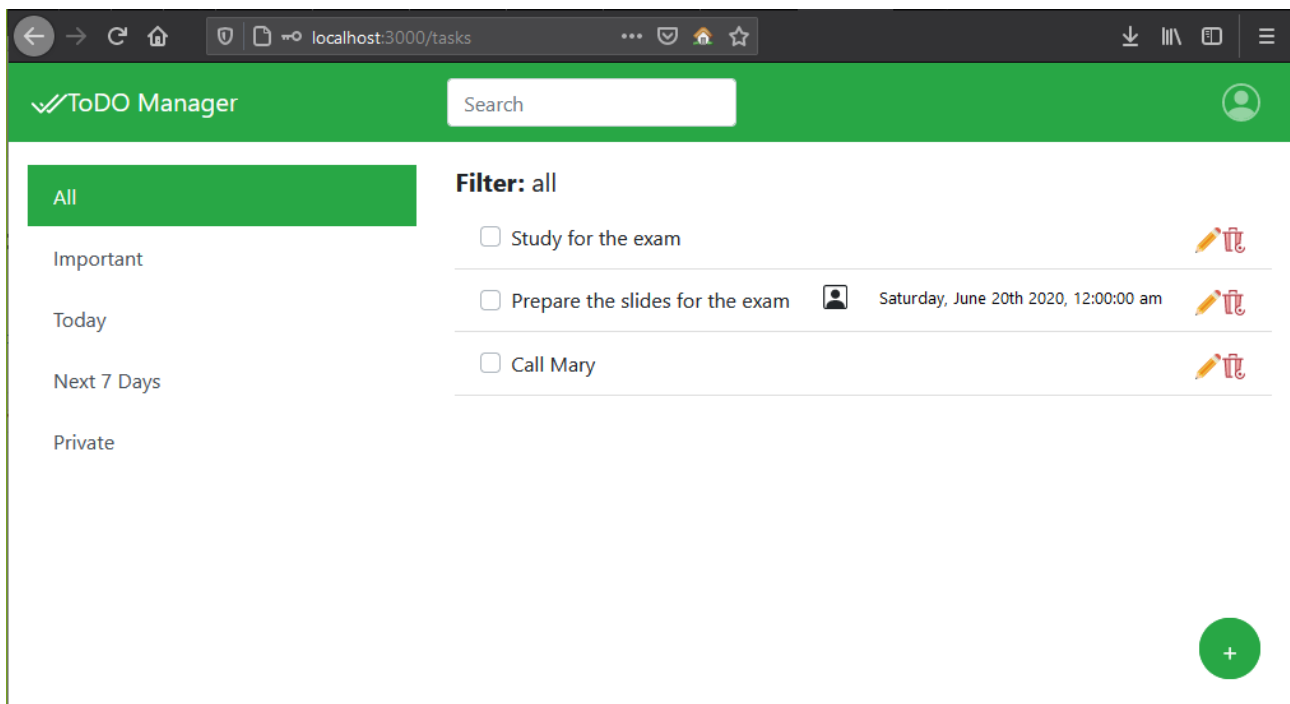 localhost:3000/tasks
ToDO Manager
Search
All
Important
Today
Next 7 Days
Private
Filter: all
Study for the exam
Prepare the slides for the exam Saturday, June 20th 2020, 12:00:00 am
Call Mary
+